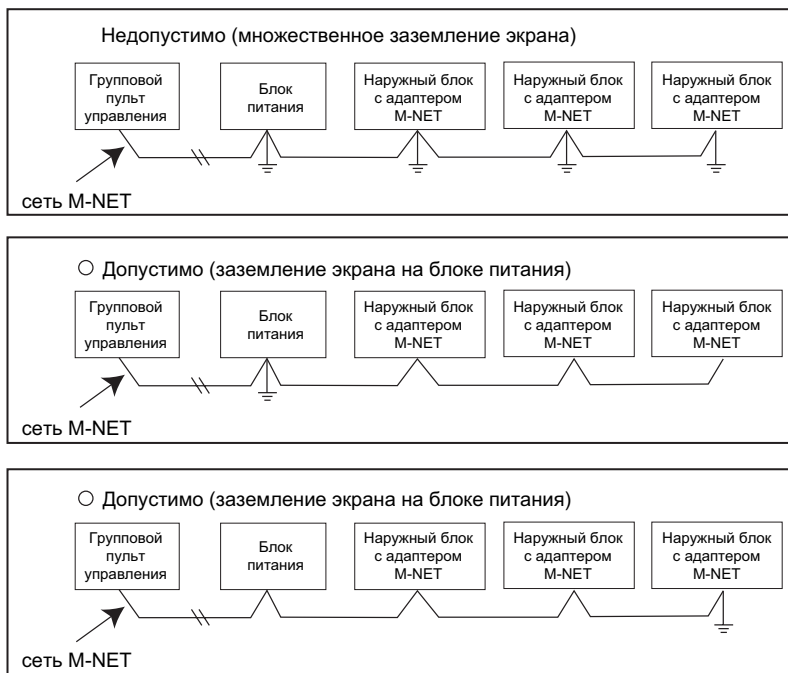 Недопустимо (множественное заземление экрана)
Групповой
пульт
управления
Блок
питания
Наружный блок
с адаптером
M-NET
Наружный блок
с адаптером
M-NET
Наружный блок
с адаптером
M-NET
сеть M-NET
○ Допустимо (заземление экрана на блоке питания)
Групповой
пульт
управления
Блок
питания
Наружный блок
с адаптером
M-NET
Наружный блок
с адаптером
M-NET
Наружный блок
с адаптером
M-NET
сеть M-NET
○ Допустимо (заземление экрана на блоке питания)
Групповой
пульт
управления
Блок
питания
Наружный блок
с адаптером
M-NET
Наружный блок
с адаптером
M-NET
Наружный блок
с адаптером
M-NET
сеть M-NET